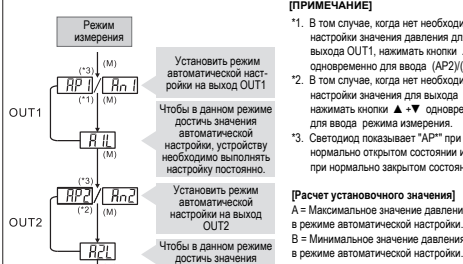 Режим
измерения
(*3)
(M)
AP1 / An1
(*1)
(M)
OUT1
A1L
(M)
(*3)
AP2 / An2
(*2)
(M)
OUT2
A2L
Установить режим
автоматической наст-
ройки на выход OUT1
Чтобы в данном режиме
достичь значения
автоматической
настройки, устройству
необходимо выполнять
настройку постоянно.
Установить режим
автоматической
настройки на выход
OUT2
Чтобы в данном режиме
достичь значения
[ПРИМЕЧАНИЕ]
*1. В том случае, когда нет необходи
настройки значения давления дл
выхода OUT1, нажимать кнопки
одновременно для ввода (AP2)/(
*2. В том случае, когда нет необходи
настройки значения для выхода
нажимать кнопки ▲ +▼ одновре
для ввода режима измерения.
*3. Светодиод показывает "AP*" при
нормально открытом состоянии и
при нормально закрытом состоян
[Расчет установочного значения]
A = Максимальное значение давлени
в режиме автоматической настройки.
B = Минимальное значение давления
в режиме автоматической настройки.